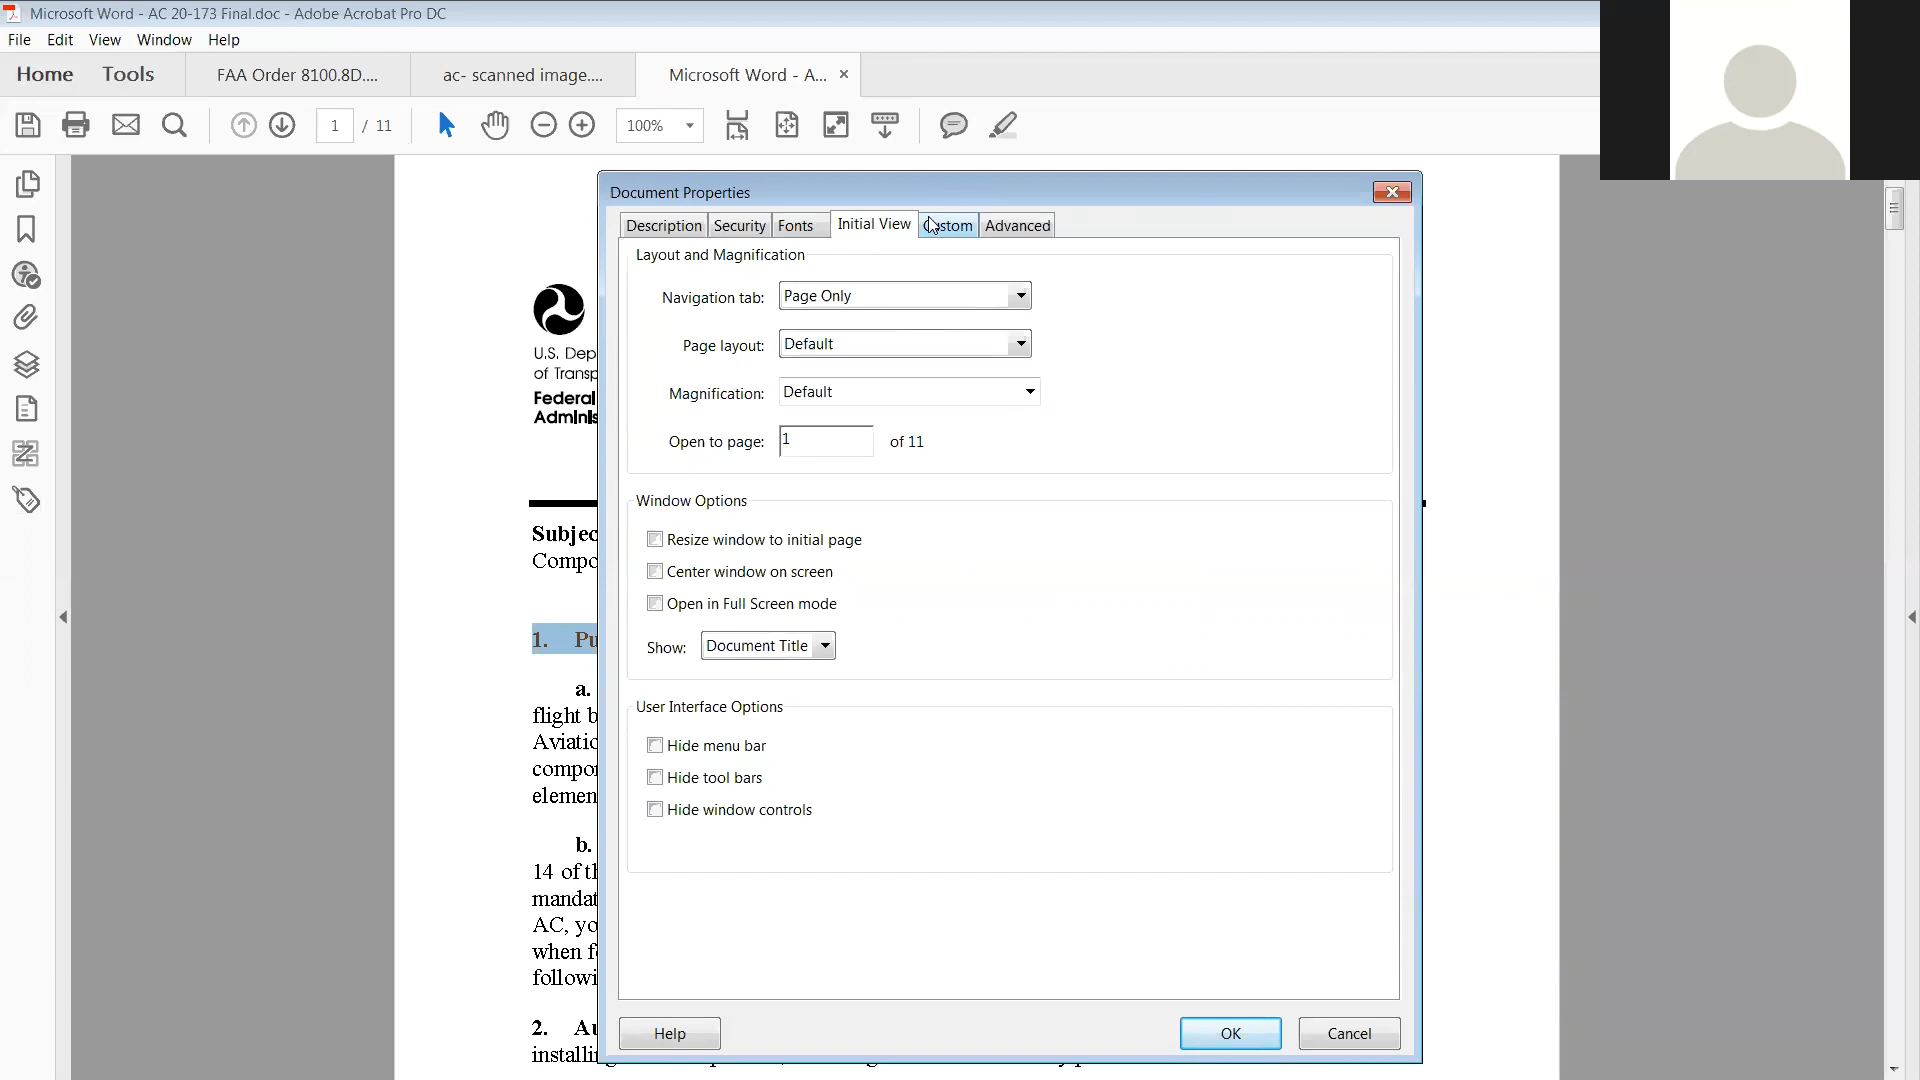 Microsoft Word - AC 20-173 Final.doc - Adobe Acrobat Pro DC
File Edit View Window Help
Home Tools FAA Order 8100.8D.... ac- scanned image.... Microsoft Word - A... ×
1 / 11 100%
Document Properties
Description Security Fonts Initial View Custom Advanced
Layout and Magnification
Navigation tab: Page Only
Page layout: Default
Magnification: Default
Open to page: 1 of 11
Window Options
Resize window to initial page
Center window on screen
Open in Full Screen mode
Show: Document Title
User Interface Options
Hide menu bar
Hide tool bars
Hide window controls
Help OK Cancel
U.S. Dep
of Transp
Federal
Adminis
Subjec
Compo
1. Pu
a.
flight b
Aviatio
compor
elemen
b.
14 of th
mandat
AC, yo
when fo
followi
2. Au
installin